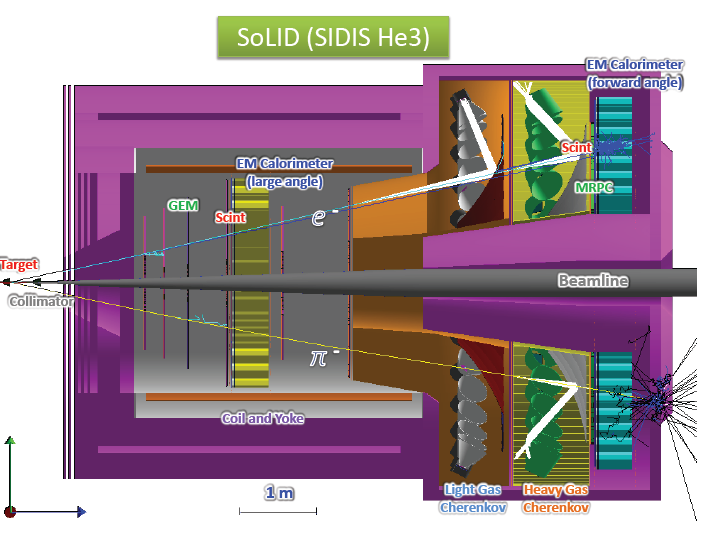 SoLID (SIDIS He3)
EM Calorimeter
(forward angle)
EM Calorimeter
(large angle)
Scint
GEM
MRPC
Scint
e -
Target
Beamline
Collimator
π -
Coil and Yoke
1 m
Light Gas
Cherenkov
Heavy Gas
Cherenkov